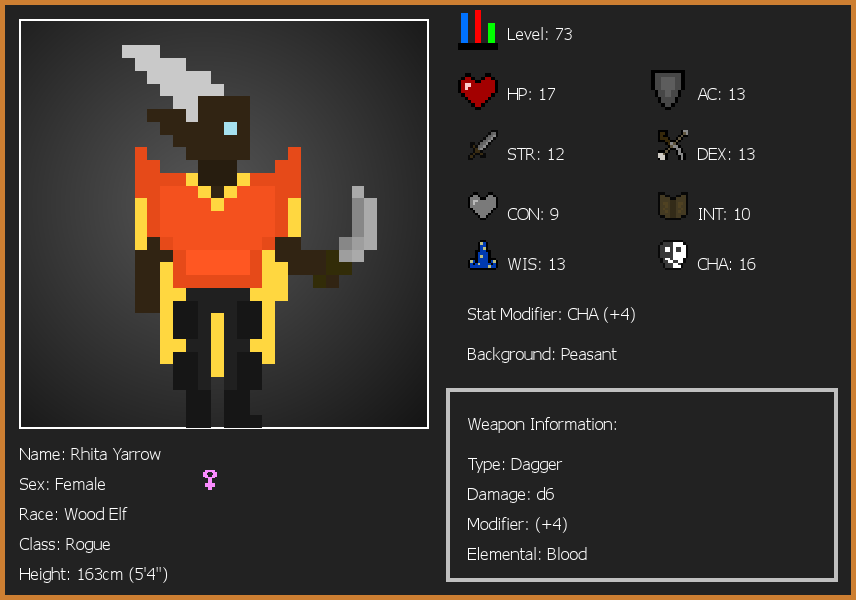 Level: 73
HP: 17
AC: 13
STR: 12
DEX: 13
CON: 9
INT: 10
WIS: 13
CHA: 16
Stat Modifier: CHA (+4)
Background: Peasant
Weapon Information:
Type: Dagger
Damage: d6
Modifier: (+4)
Elemental: Blood
Name: Rhita Yarrow
Sex: Female
Race: Wood Elf
Class: Rogue
Height: 163cm (5'4")